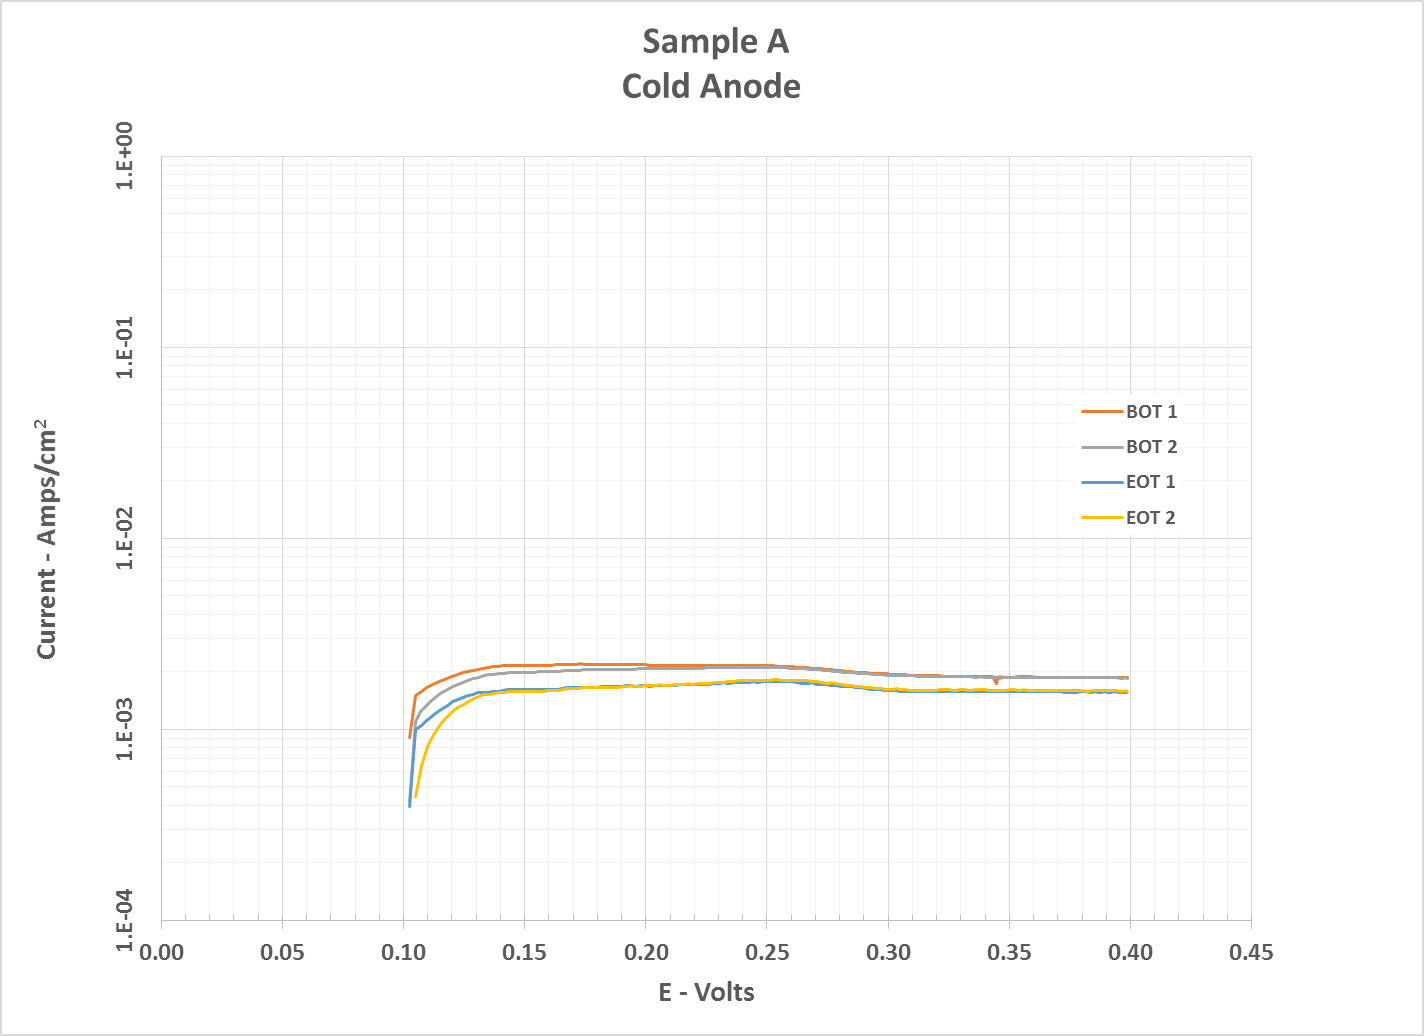 Sample A
Cold Anode
1.E+00
1.E-01
1.E-02
1.E-03
1.E-04
Current - Amps/cm²
BOT 1
BOT 2
EOT 1
EOT 2
0.00 0.05 0.10 0.15 0.20 0.25 0.30 0.35 0.40 0.45
E - Volts